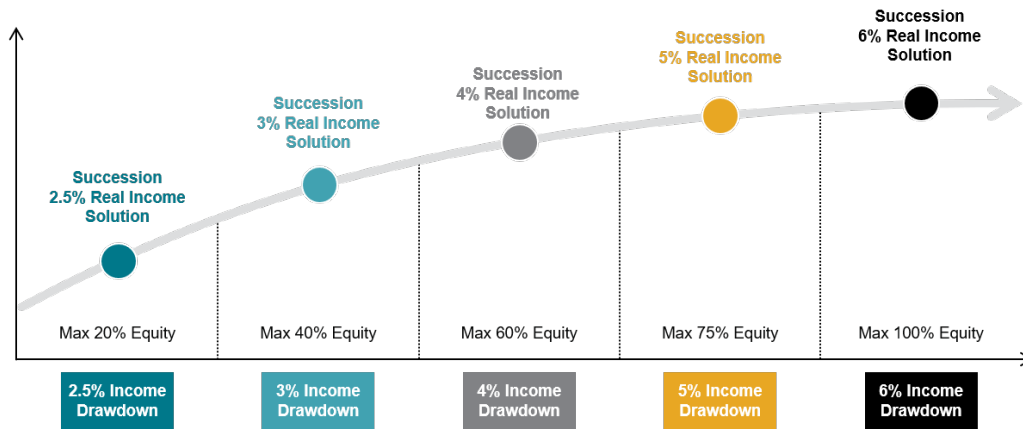 Succession
2.5% Real Income
Solution
Succession
3% Real Income
Solution
Succession
4% Real Income
Solution
Succession
5% Real Income
Solution
Succession
6% Real Income
Solution
Max 20% Equity
Max 40% Equity
Max 60% Equity
Max 75% Equity
Max 100% Equity
2.5% Income
Drawdown
3% Income
Drawdown
4% Income
Drawdown
5% Income
Drawdown
6% Income
Drawdown